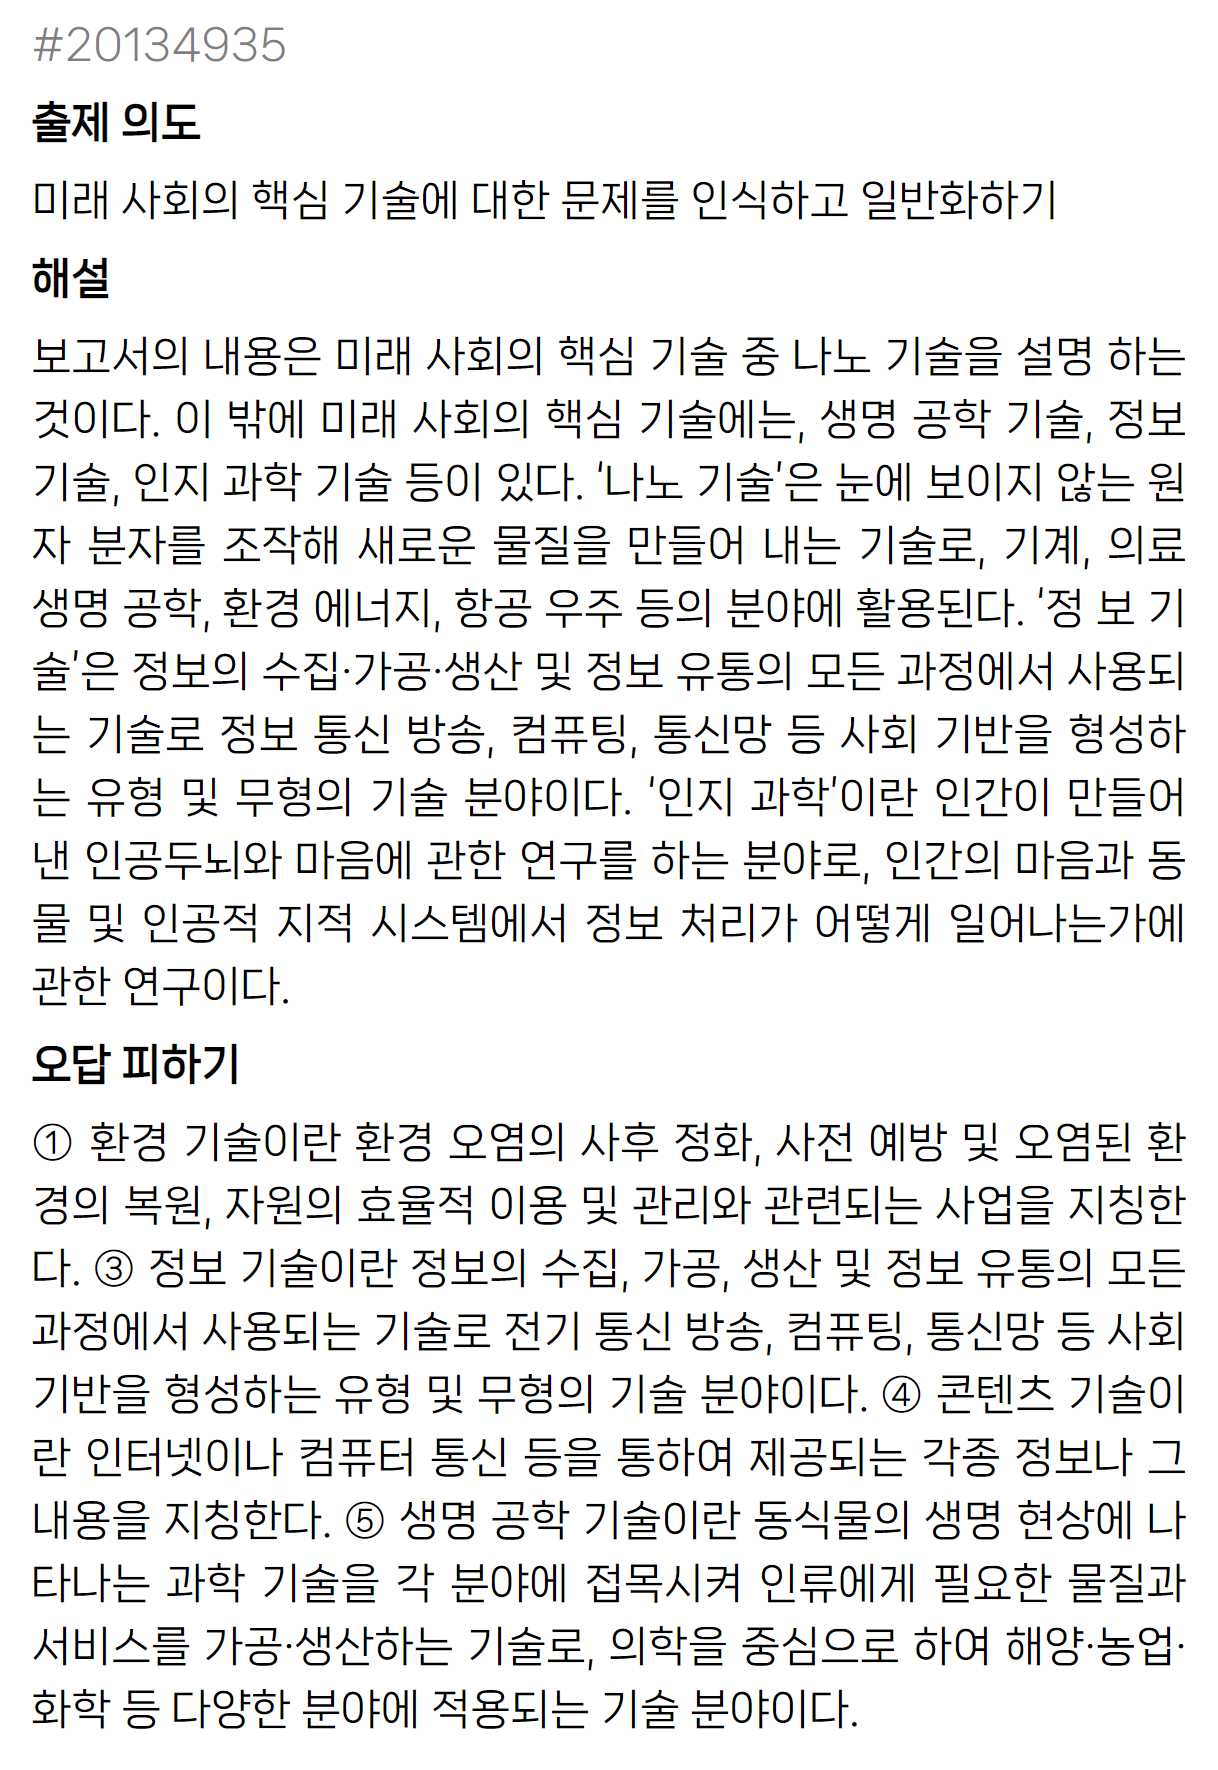 #20134935
출제 의도
미래 사회의 핵심 기술에 대한 문제를 인식하고 일반화하기
해설
보고서의 내용은 미래 사회의 핵심 기술 중 나노 기술을 설명 하는
것이다. 이 밖에 미래 사회의 핵심 기술에는, 생명 공학 기술, 정보
기술, 인지 과학 기술 등이 있다. '나노 기술'은 눈에 보이지 않는 원
자 분자를 조작해 새로운 물질을 만들어 내는 기술로, 기계, 의료
생명 공학, 환경 에너지, 항공 우주 등의 분야에 활용된다. '정 보 기
술'은 정보의 수집·가공·생산 및 정보 유통의 모든 과정에서 사용되
는 기술로 정보 통신 방송, 컴퓨팅, 통신망 등 사회 기반을 형성하
는 유형 및 무형의 기술 분야이다. '인지 과학'이란 인간이 만들어
낸 인공두뇌와 마음에 관한 연구를 하는 분야로, 인간의 마음과 동
물 및 인공적 지적 시스템에서 정보 처리가 어떻게 일어나는가에
관한 연구이다.
오답 피하기
① 환경 기술이란 환경 오염의 사후 정화, 사전 예방 및 오염된 환
경의 복원, 자원의 효율적 이용 및 관리와 관련되는 사업을 지칭한
다. ③ 정보 기술이란 정보의 수집, 가공, 생산 및 정보 유통의 모든
과정에서 사용되는 기술로 전기 통신 방송, 컴퓨팅, 통신망 등 사회
기반을 형성하는 유형 및 무형의 기술 분야이다. ④ 콘텐츠 기술이
란 인터넷이나 컴퓨터 통신 등을 통하여 제공되는 각종 정보나 그
내용을 지칭한다. ⑤ 생명 공학 기술이란 동식물의 생명 현상에 나
타나는 과학 기술을 각 분야에 접목시켜 인류에게 필요한 물질과
서비스를 가공·생산하는 기술로, 의학을 중심으로 하여 해양·농업·
화학 등 다양한 분야에 적용되는 기술 분야이다.